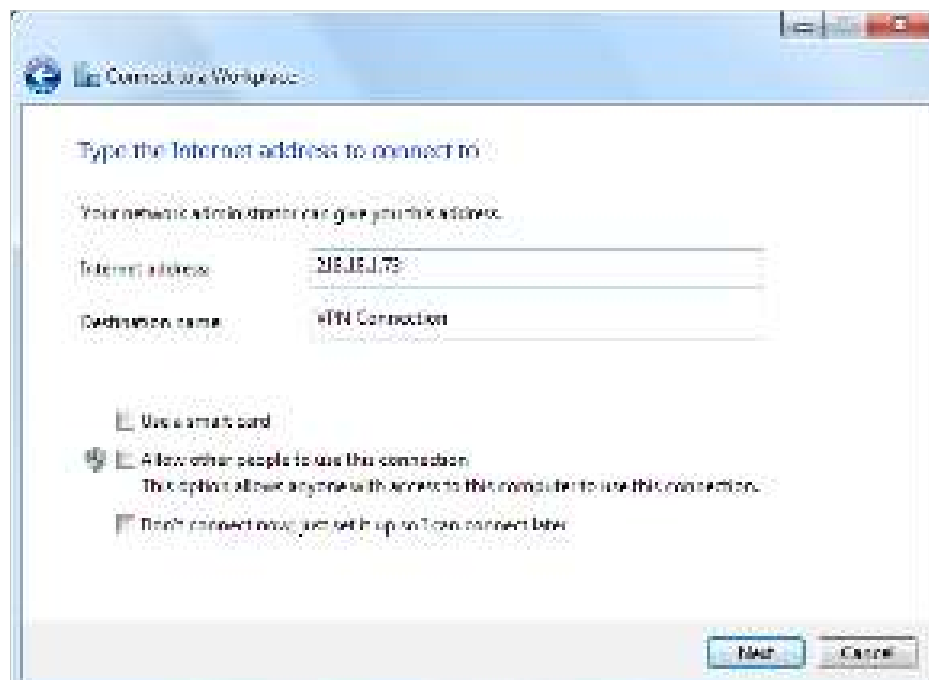 Connect to a Workplace
Type the Internet address to connect to
Your network administrator can give you this address.
Internet address:
Destination name:
VPN Connection
Use a smart card
Allow other people to use this connection
This option allows anyone with access to this computer to use this connection.
Don't connect now; just set it up so I can connect later
Next
Cancel